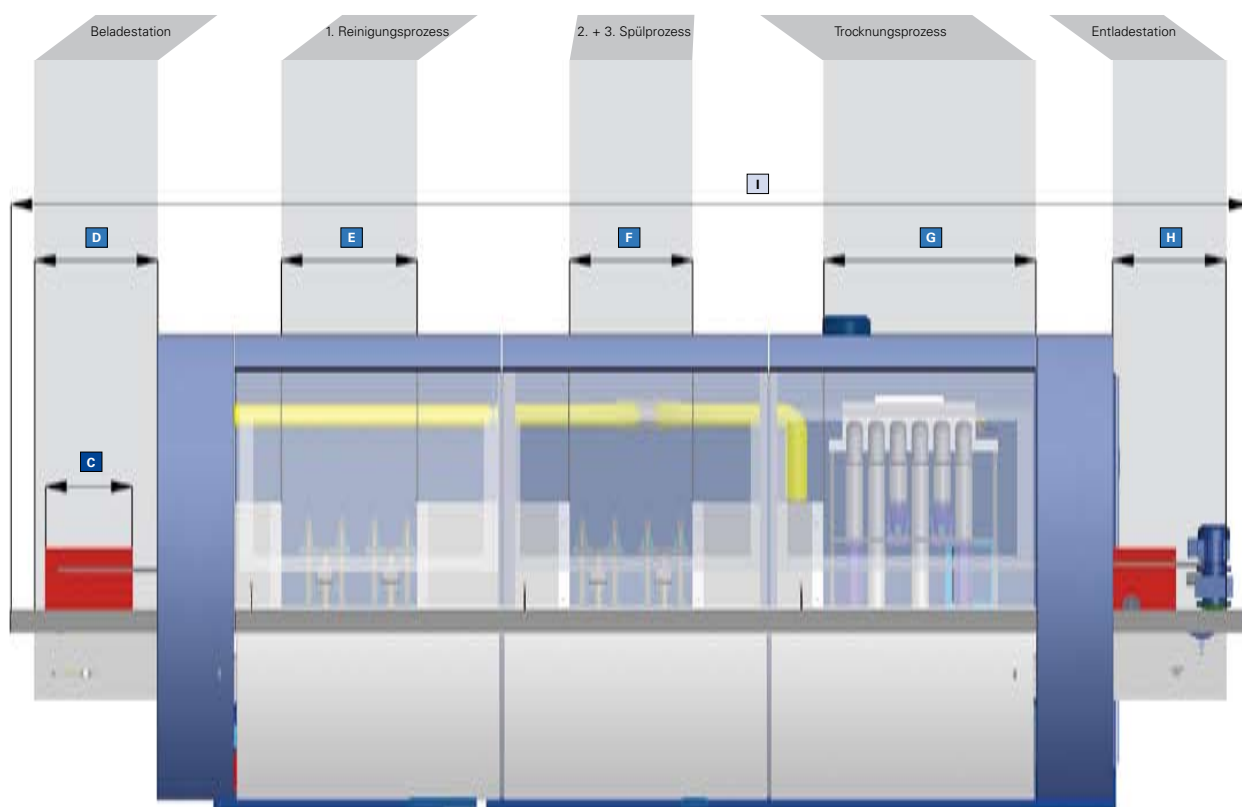 Beladestation
1. Reinigungsprozess
2. + 3. Spülprozess
Trocknungsprozess
Entladestation
I
D
E
F
G
H
C